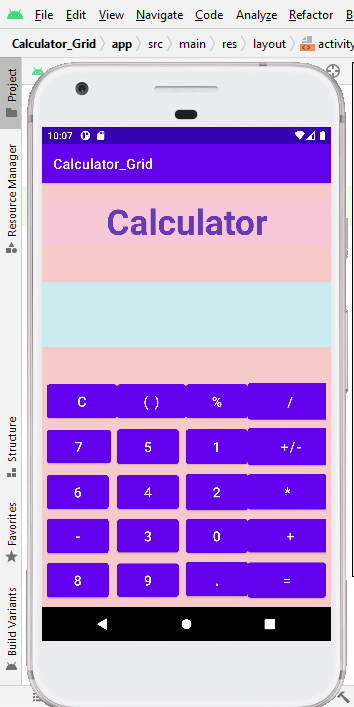 File Edit View Navigate Code Analyze Refactor B
Calculator_Grid app src main res layout activity
Project
Resource Manager
Structure
Favorites
Build Variants
10:07
Calculator_Grid
Calculator
C ( ) % /
7 5 1 +/-
6 4 2 *
- 3 0 +
8 9 . =